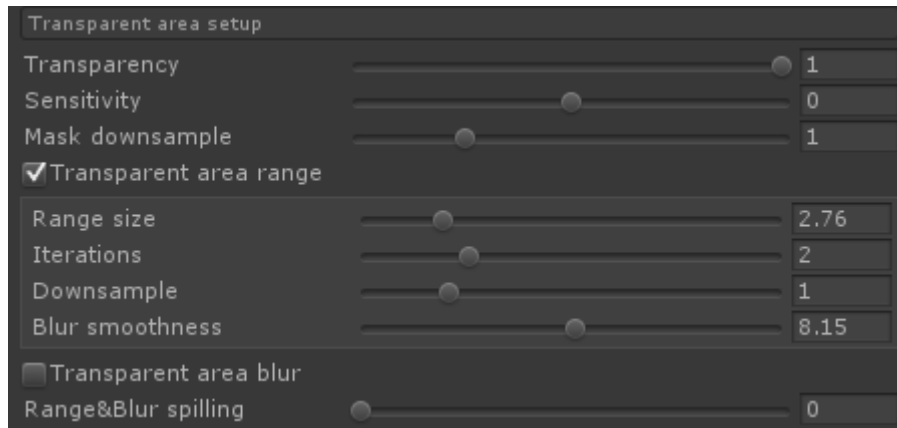 Transparent area setup
Transparency 1
Sensitivity 0
Mask downsample 1
Transparent area range
Range size 2.76
Iterations 2
Downsample 1
Blur smoothness 8.15
Transparent area blur
Range&Blur spilling 0